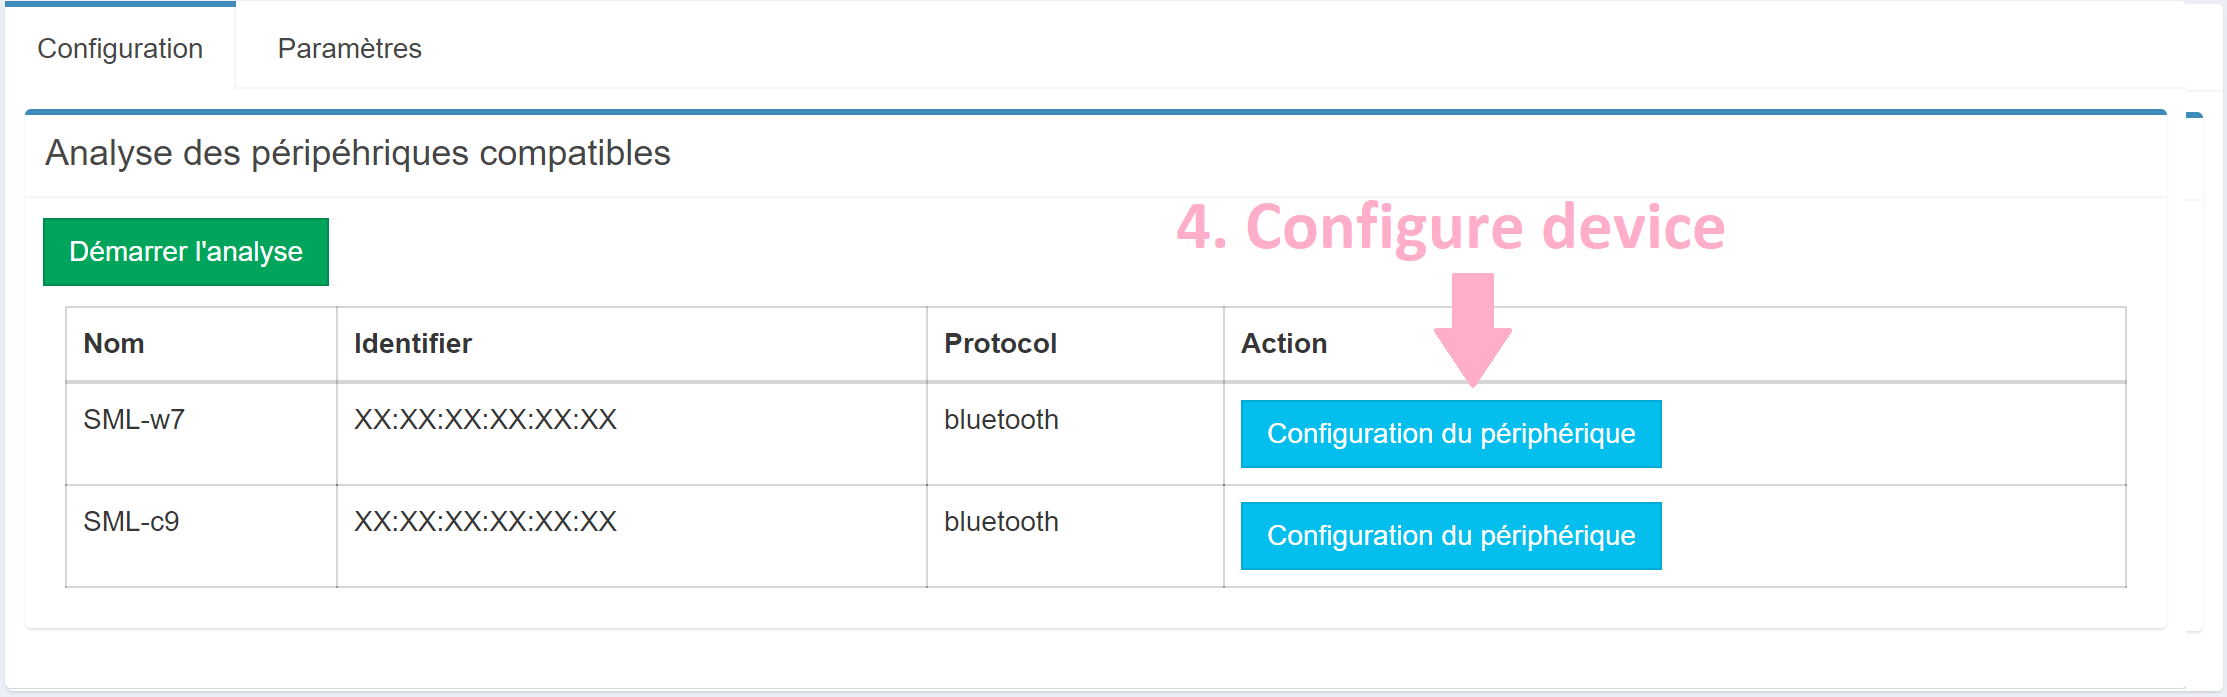 Configuration Paramètres
Analyse des péripéhriques compatibles
4. Configure device
Démarrer l'analyse
Nom Identifier Protocol Action
SML-w7 XX:XX:XX:XX:XX:XX bluetooth Configuration du périphérique
SML-c9 XX:XX:XX:XX:XX:XX bluetooth Configuration du périphérique